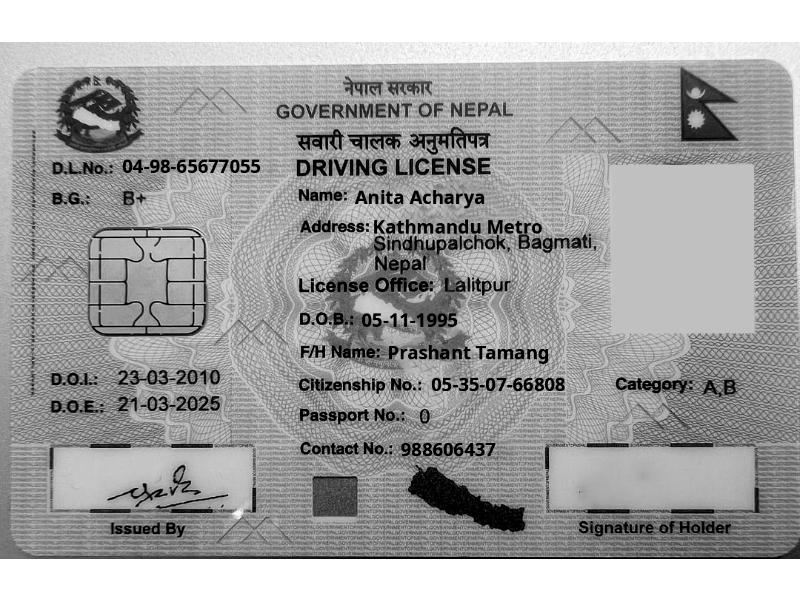 नेपाल सरकार
GOVERNMENT OF NEPAL
सवारी चालक अनुमतिपत्र
DRIVING LICENSE
D.L.No.: 04-98-65677055
B.G.: B+
Name: Anita Acharya
Address: Kathmandu Metro
Sindhupalchok, Bagmati,
Nepal
License Office: Lalitpur
D.O.B.: 05-11-1995
F/H Name: Prashant Tamang
D.O.I.: 23-03-2010
D.O.E.: 21-03-2025
Citizenship No.: 05-35-07-66808
Category: A,B
Passport No.: 0
Contact No.: 988606437
Issued By
Signature of Holder